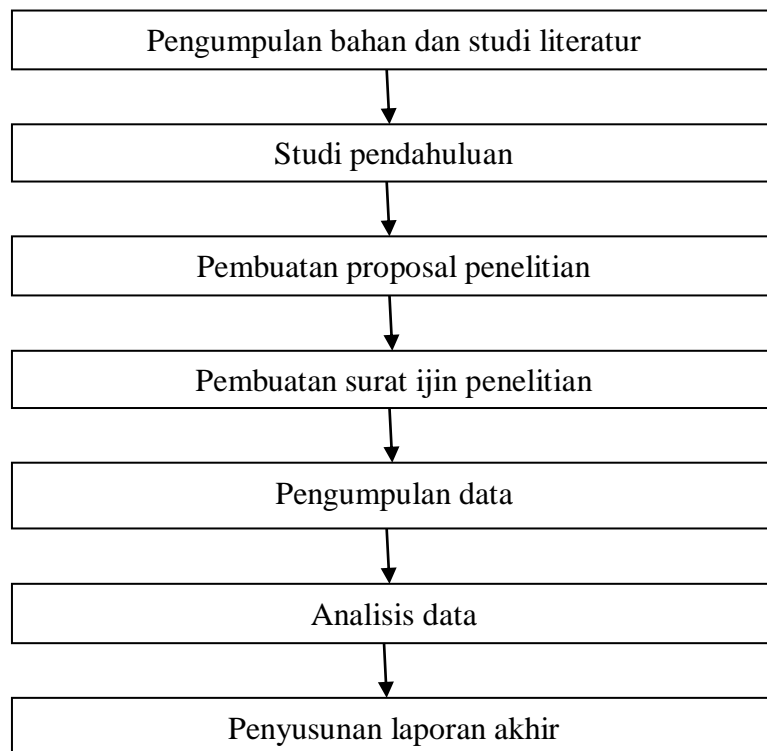 Pengumpulan bahan dan studi literatur
Studi pendahuluan
Pembuatan proposal penelitian
Pembuatan surat ijin penelitian
Pengumpulan data
Analisis data
Penyusunan laporan akhir